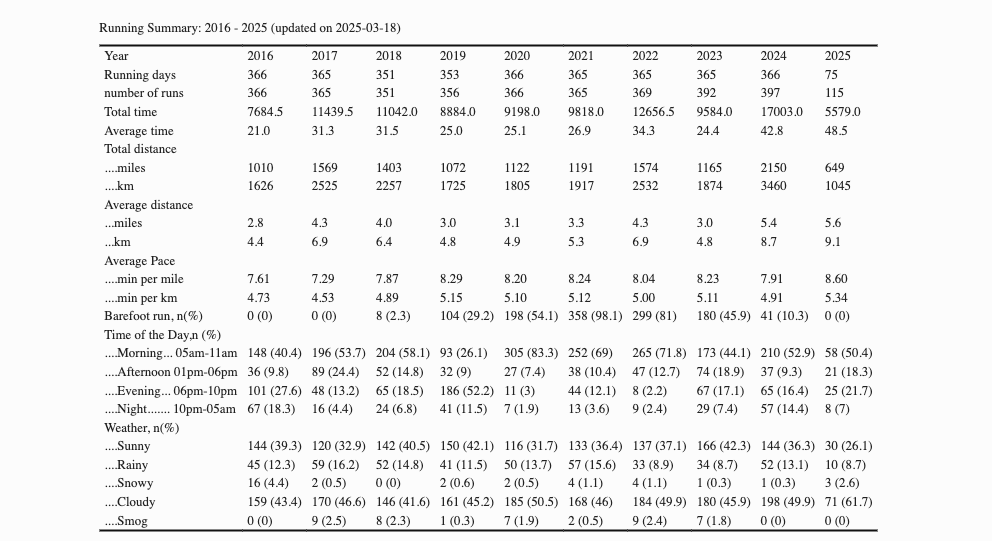 Running Summary: 2016 - 2025 (updated on 2025-03-18)
Year 2016 2017 2018 2019 2020 2021 2022 2023 2024 2025
Running days 366 365 351 353 366 365 365 365 366 75
number of runs 366 365 351 356 366 365 369 392 397 115
Total time 7684.5 11439.5 11042.0 8884.0 9198.0 9818.0 12656.5 9584.0 17003.0 5579.0
Average time 21.0 31.3 31.5 25.0 25.1 26.9 34.3 24.4 42.8 48.5
Total distance
....miles 1010 1569 1403 1072 1122 1191 1574 1165 2150 649
....km 1626 2525 2257 1725 1805 1917 2532 1874 3460 1045
Average distance
...miles 2.8 4.3 4.0 3.0 3.1 3.3 4.3 3.0 5.4 5.6
...km 4.4 6.9 6.4 4.8 4.9 5.3 6.9 4.8 8.7 9.1
Average Pace
....min per mile 7.61 7.29 7.87 8.29 8.20 8.24 8.04 8.23 7.91 8.60
....min per km 4.73 4.53 4.89 5.15 5.10 5.12 5.00 5.11 4.91 5.34
Barefoot run, n(%) 0 (0) 0 (0) 8 (2.3) 104 (29.2) 198 (54.1) 358 (98.1) 299 (81) 180 (45.9) 41 (10.3) 0 (0)
Time of the Day,n (%)
....Morning... 05am-11am 148 (40.4) 196 (53.7) 204 (58.1) 93 (26.1) 305 (83.3) 252 (69) 265 (71.8) 173 (44.1) 210 (52.9) 58 (50.4)
....Afternoon 01pm-06pm 36 (9.8) 89 (24.4) 52 (14.8) 32 (9) 27 (7.4) 38 (10.4) 47 (12.7) 74 (18.9) 37 (9.3) 21 (18.3)
....Evening... 06pm-10pm 101 (27.6) 48 (13.2) 65 (18.5) 186 (52.2) 11 (3) 44 (12.1) 8 (2.2) 67 (17.1) 65 (16.4) 25 (21.7)
....Night....... 10pm-05am 67 (18.3) 16 (4.4) 24 (6.8) 41 (11.5) 7 (1.9) 13 (3.6) 9 (2.4) 29 (7.4) 57 (14.4) 8 (7)
Weather, n(%)
....Sunny 144 (39.3) 120 (32.9) 142 (40.5) 150 (42.1) 116 (31.7) 133 (36.4) 137 (37.1) 166 (42.3) 144 (36.3) 30 (26.1)
....Rainy 45 (12.3) 59 (16.2) 52 (14.8) 41 (11.5) 50 (13.7) 57 (15.6) 33 (8.9) 34 (8.7) 52 (13.1) 10 (8.7)
....Snowy 16 (4.4) 2 (0.5) 0 (0) 2 (0.6) 2 (0.5) 4 (1.1) 4 (1.1) 1 (0.3) 1 (0.3) 3 (2.6)
....Cloudy 159 (43.4) 170 (46.6) 146 (41.6) 161 (45.2) 185 (50.5) 168 (46) 184 (49.9) 180 (45.9) 198 (49.9) 71 (61.7)
....Smog 0 (0) 9 (2.5) 8 (2.3) 1 (0.3) 7 (1.9) 2 (0.5) 9 (2.4) 7 (1.8) 0 (0) 0 (0)